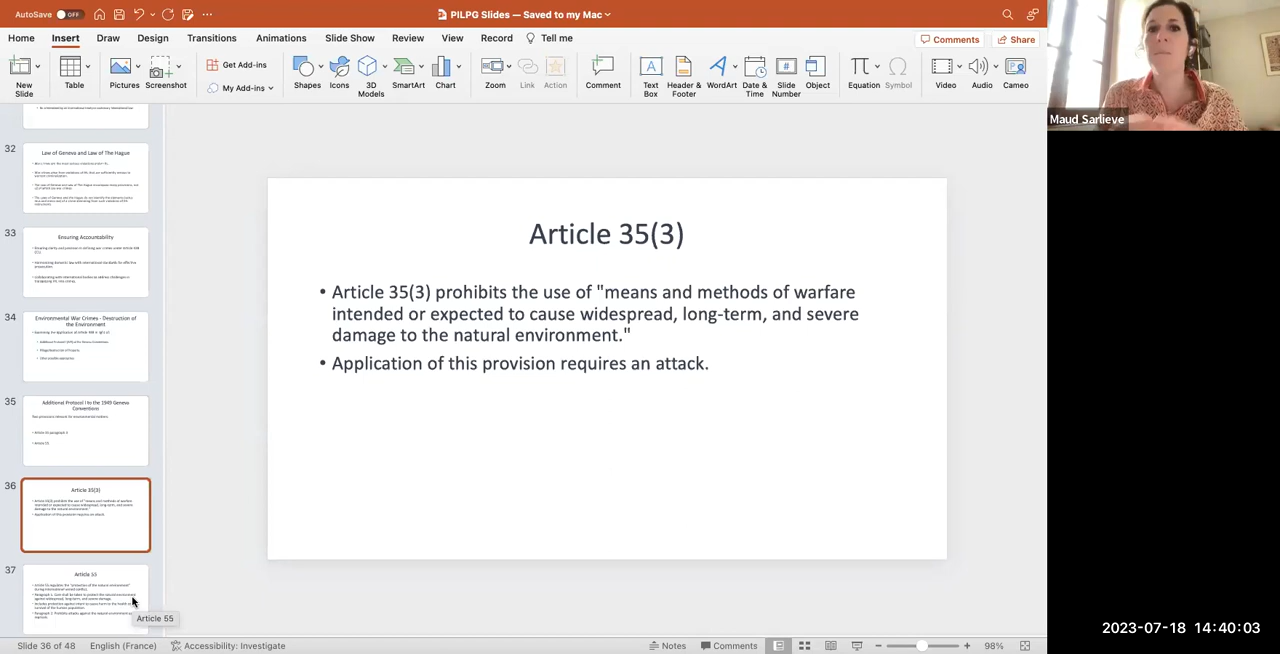 AutoSave OFF
PILPG Slides — Saved to my Mac
Home Insert Draw Design Transitions Animations Slide Show Review View Record Tell me
Comments Share
New Slide
Table
Pictures
Screenshot
Get Add-ins
My Add-ins
Shapes
Icons
3D Models
SmartArt
Chart
Zoom
Link
Action
Comment
Text Box
Header & Footer
WordArt
Date & Time
Slide Number
Object
Equation
Symbol
Video
Audio
Cameo
Maud Sarlieve
32
Law of Geneva and Law of The Hague
33
Ensuring Accountability
34
Environmental War Crimes - Destruction of
the Environment
35
Additional Protocol I to the 1949 Geneva
Conventions
36
Article 35(3)
37
Article 55
Article 55
Article 35(3)
• Article 35(3) prohibits the use of "means and methods of warfare
intended or expected to cause widespread, long-term, and severe
damage to the natural environment."
• Application of this provision requires an attack.
Slide 36 of 48 English (France) Accessibility: Investigate
Notes Comments 98%
2023-07-18 14:40:03